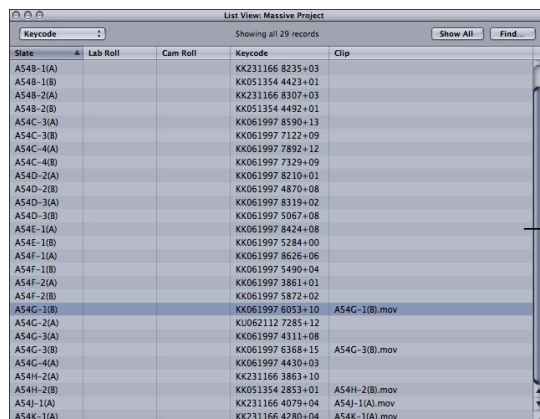 List View: Massive Project
Keycode Showing all 29 records Show All Find...
Slate Lab Roll Cam Roll Keycode Clip
A54B-1(A) KK231166 8235+03
A54B-1(B) KK051354 4423+01
A54B-2(A) KK231166 8307+03
A54B-2(B) KK051354 4492+01
A54C-3(A) KK061997 8590+13
A54C-3(B) KK061997 7122+09
A54C-4(A) KK061997 7892+12
A54C-4(B) KK061997 7329+09
A54D-2(A) KK061997 8210+01
A54D-2(B) KK061997 4870+08
A54D-3(A) KK061997 8319+02
A54D-3(B) KK061997 5067+08
A54E-1(A) KK061997 8424+08
A54E-1(B) KK061997 5284+00
A54F-1(A) KK061997 8626+06
A54F-1(B) KK061997 5490+04
A54F-2(A) KK061997 3861+01
A54F-2(B) KK061997 5872+02
A54G-1(B) KK061997 6053+10 A54G-1(B).mov
A54G-2(A) KU062112 7285+12
A54G-3(A) KK061997 4311+08
A54G-3(B) KK061997 6368+15 A54G-3(B).mov
A54G-4(A) KK061997 4430+03
A54H-2(A) KK231166 3863+10
A54H-2(B) KK051354 2853+01 A54H-2(B).mov
A54J-1(A) KK231166 4079+04 A54J-1(A).mov
A54K-1(A) KK231166 4280+04 A54K-1(A).mov